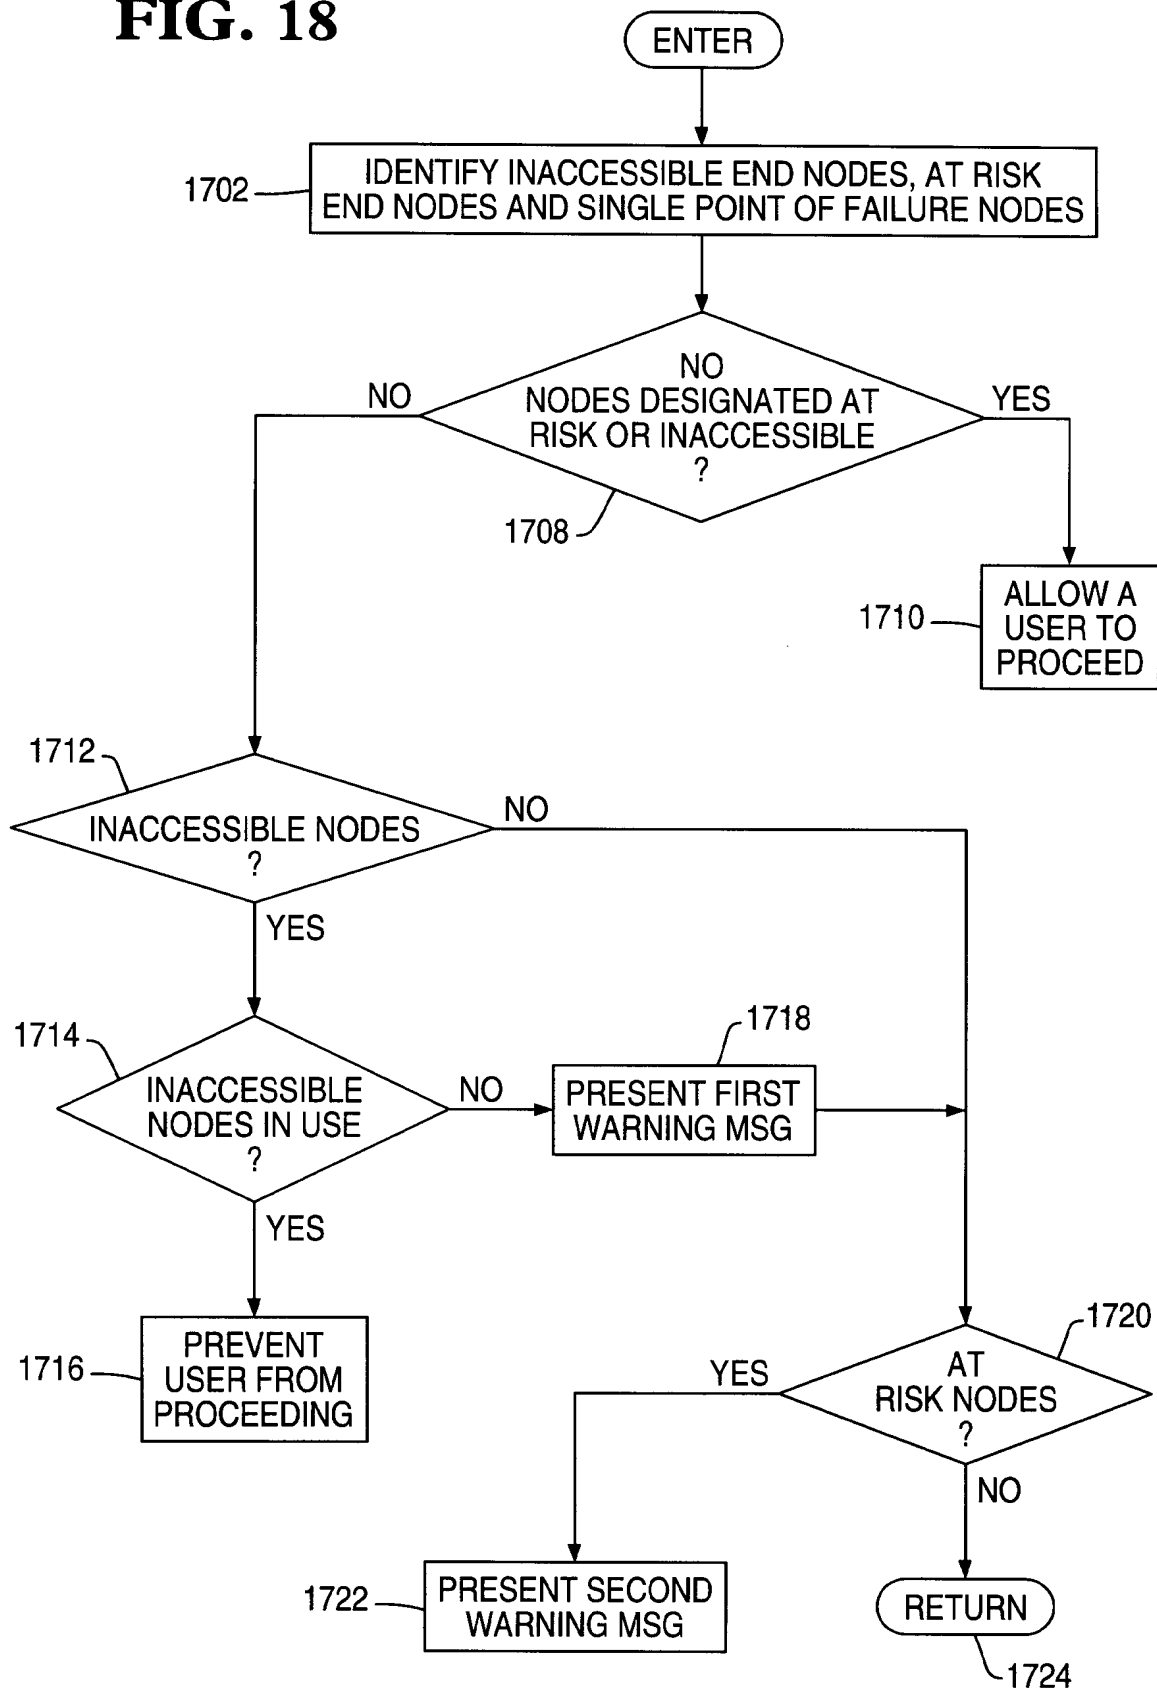 FIG. 18
ENTER
1702
IDENTIFY INACCESSIBLE END NODES, AT RISK
END NODES AND SINGLE POINT OF FAILURE NODES
NO
NODES DESIGNATED AT
RISK OR INACCESSIBLE
?
NO
YES
1708
1710
ALLOW A
USER TO
PROCEED
1712
INACCESSIBLE NODES
?
NO
YES
1714
INACCESSIBLE
NODES IN USE
?
NO
1718
PRESENT FIRST
WARNING MSG
YES
1716
PREVENT
USER FROM
PROCEEDING
1720
AT
RISK NODES
?
YES
NO
1722
PRESENT SECOND
WARNING MSG
RETURN
1724